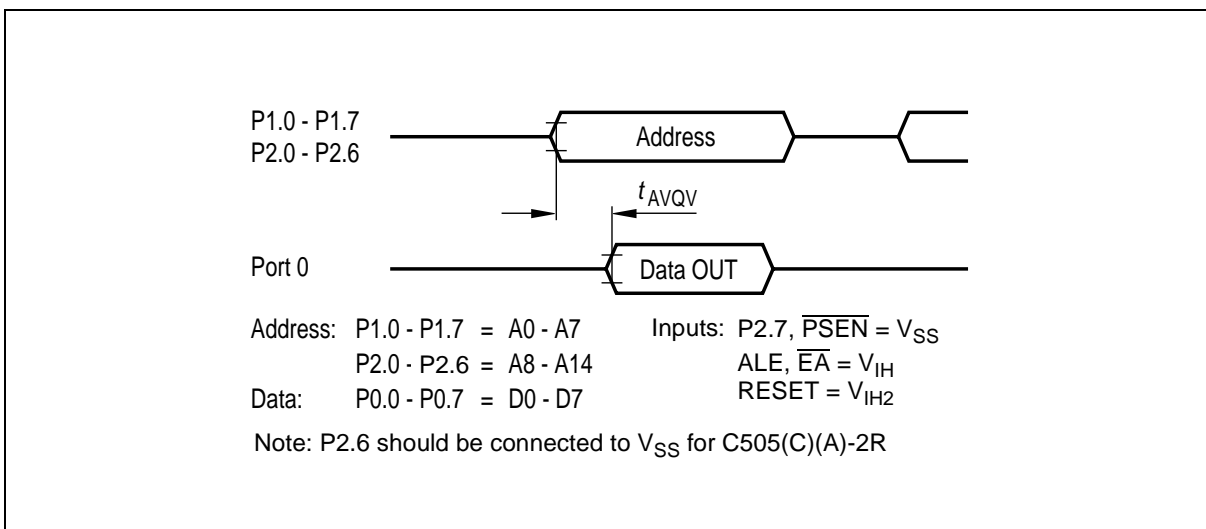 P1.0 - P1.7
P2.0 - P2.6
Address
tAVQV
Port 0
Data OUT
Address: P1.0 - P1.7 = A0 - A7
P2.0 - P2.6 = A8 - A14
Data: P0.0 - P0.7 = D0 - D7
Inputs: P2.7, P̅S̅E̅N̅ = VSS
ALE, E̅A̅ = VIH
RESET = VIH2
Note: P2.6 should be connected to VSS for C505(C)(A)-2R